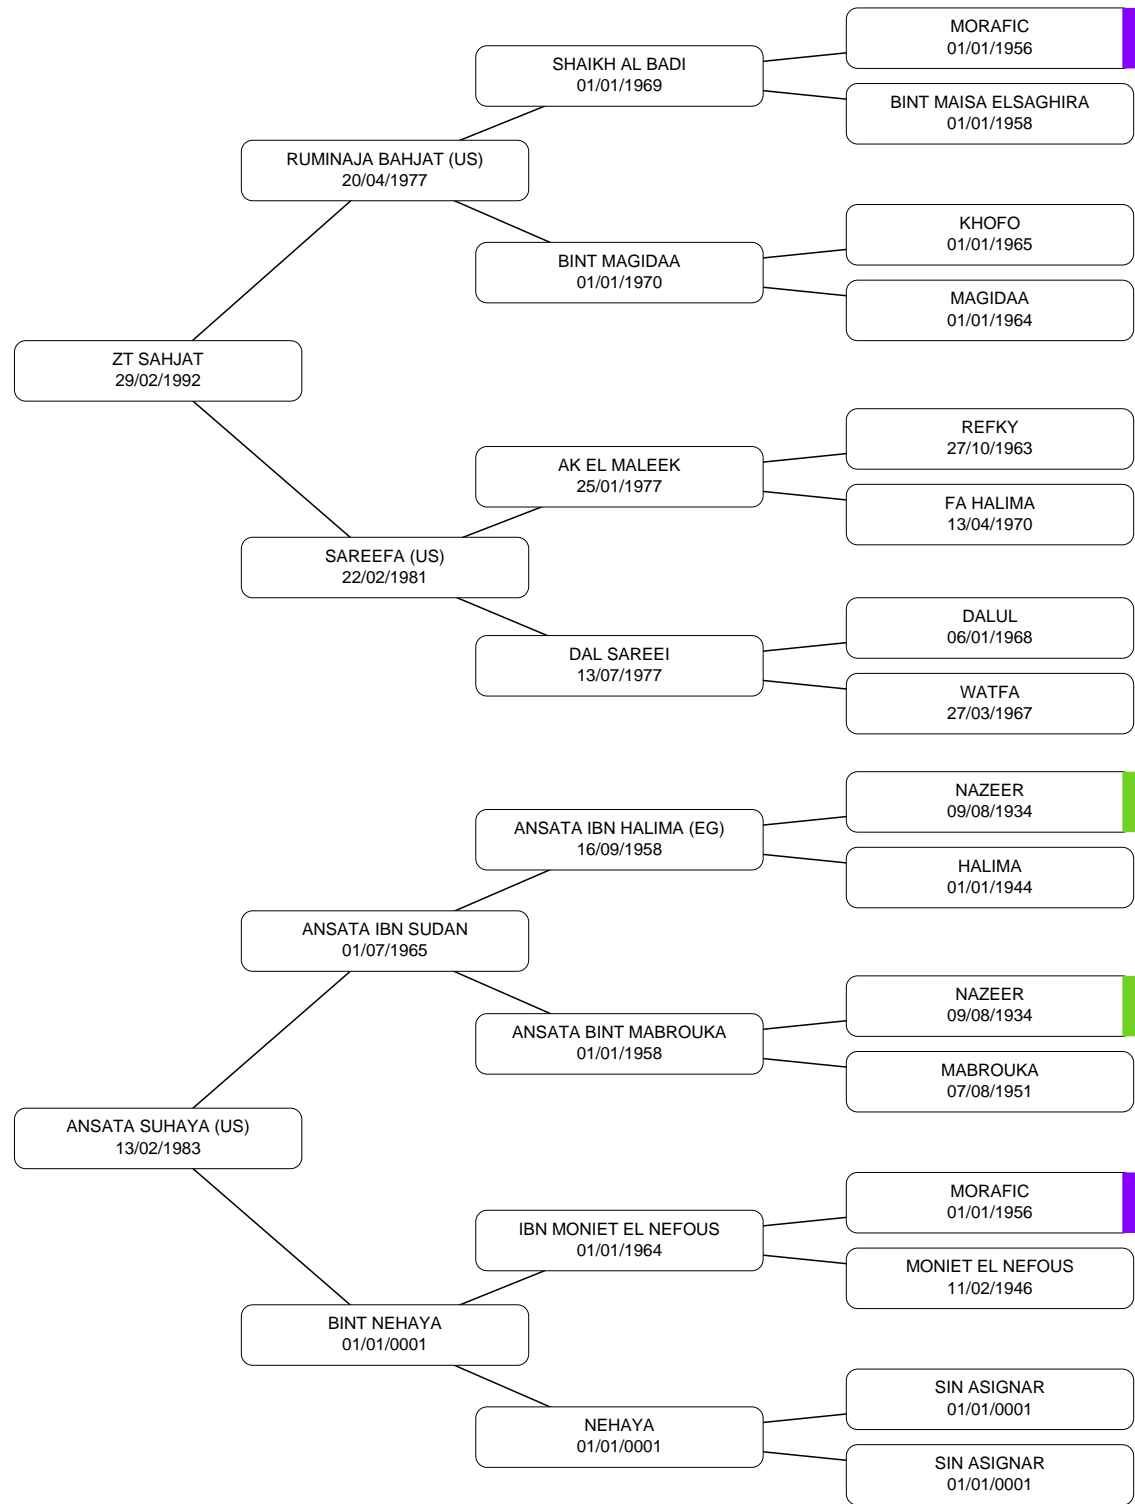 MORAFIC
01/01/1956
SHAIKH AL BADI
01/01/1969
BINT MAISA ELSAGHIRA
01/01/1958
RUMINAJA BAHJAT (US)
20/04/1977
KHOFO
01/01/1965
BINT MAGIDAA
01/01/1970
MAGIDAA
01/01/1964
ZT SAHJAT
29/02/1992
REFKY
27/10/1963
AK EL MALEEK
25/01/1977
FA HALIMA
13/04/1970
SAREEFA (US)
22/02/1981
DALUL
06/01/1968
DAL SAREEI
13/07/1977
WATFA
27/03/1967
NAZEER
09/08/1934
ANSATA IBN HALIMA (EG)
16/09/1958
HALIMA
01/01/1944
ANSATA IBN SUDAN
01/07/1965
NAZEER
09/08/1934
ANSATA BINT MABROUKA
01/01/1958
MABROUKA
07/08/1951
ANSATA SUHAYA (US)
13/02/1983
MORAFIC
01/01/1956
IBN MONIET EL NEFOUS
01/01/1964
MONIET EL NEFOUS
11/02/1946
BINT NEHAYA
01/01/0001
SIN ASIGNAR
01/01/0001
NEHAYA
01/01/0001
SIN ASIGNAR
01/01/0001